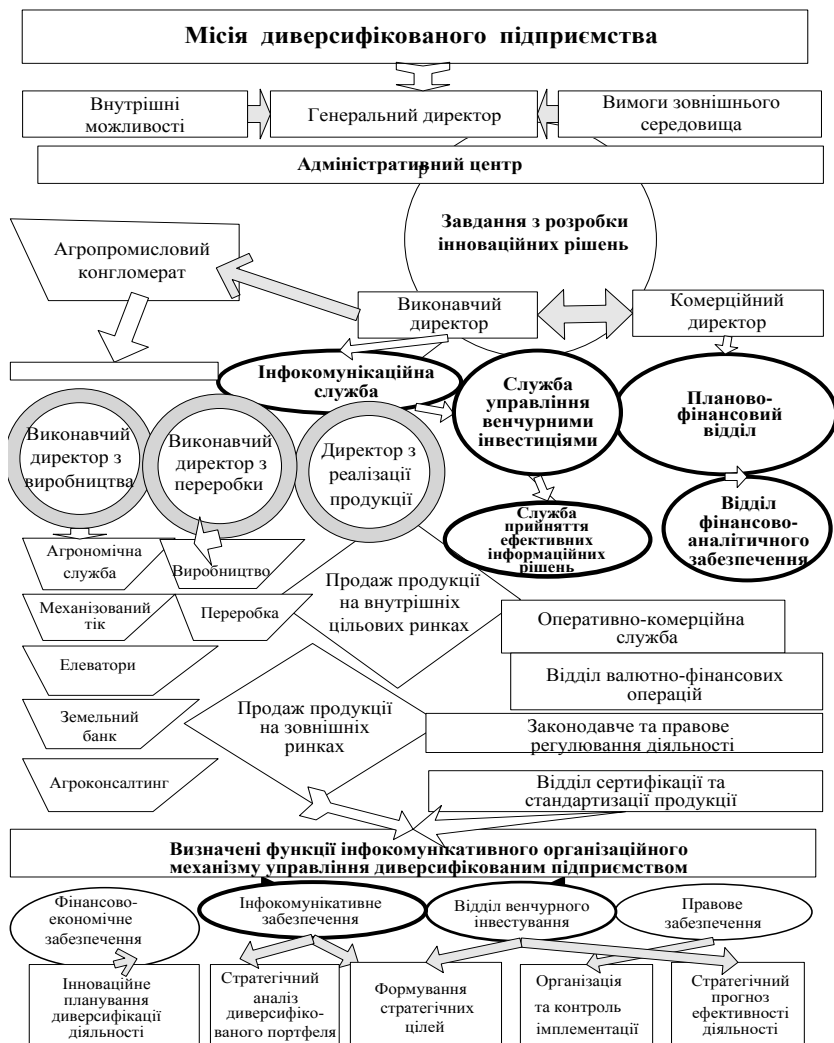 Місія диверсифікованого підприємства
Внутрішні
можливості
Генеральний директор
Вимоги зовнішнього
середовища
Адміністративний центр
р
Завдання з розробки
інноваційних рішень
Агропромисловий
конгломерат
Виконавчий
директор
Комерційний
директор
Інфокомунікаційна
служба
Служба
управління
венчурними
інвестиціями
Планово-
фінансовий
відділ
Виконавчий
директор з
виробництва
Виконавчий
директор з
переробки
Директор з
реалізації
продукції
Служба
прийняття
ефективних
інформаційних
рішень
Відділ
фінансово-
аналітичного
забезпечення
Агрономічна
служба
Виробництво
Механізований
тік
Переробка
Продаж продукції
на внутрішніх
цільових ринках
Оперативно-комерційна
служба
Елеватори
Відділ валютно-фінансових
операцій
Земельний
банк
Продаж продукції
на зовнішніх
ринках
Законодавче та правове
регулювання діяльності
Агроконсалтинг
Відділ сертифікації та
стандартизації продукції
Визначені функції інфокомунікативного організаційного
механізму управління диверсифікованим підприємством
Фінансово-
економічне
забезпечення
Інфокомунікативне
забезпечення
Відділ венчурного
інвестування
Правове
забезпечення
Інноваційне
планування
диверсифікації
діяльності
Стратегічний
аналіз
диверсифіко-
ваного портфеля
Формування
стратегічних
цілей
Організація
та контроль
імплементації
Стратегічний
прогноз
ефективності
діяльності